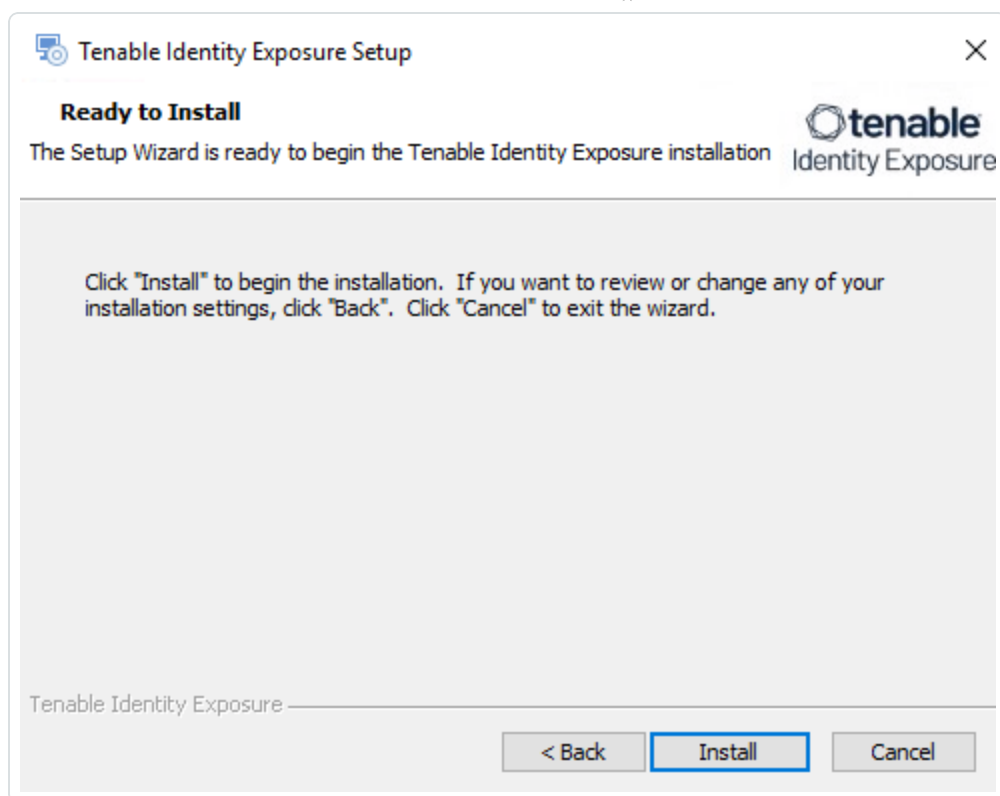 Tenable Identity Exposure Setup
Ready to Install
The Setup Wizard is ready to begin the Tenable Identity Exposure installation
tenable
Identity Exposure
Click "Install" to begin the installation.  If you want to review or change any of your
installation settings, click "Back".  Click "Cancel" to exit the wizard.
Tenable Identity Exposure
< Back
Install
Cancel